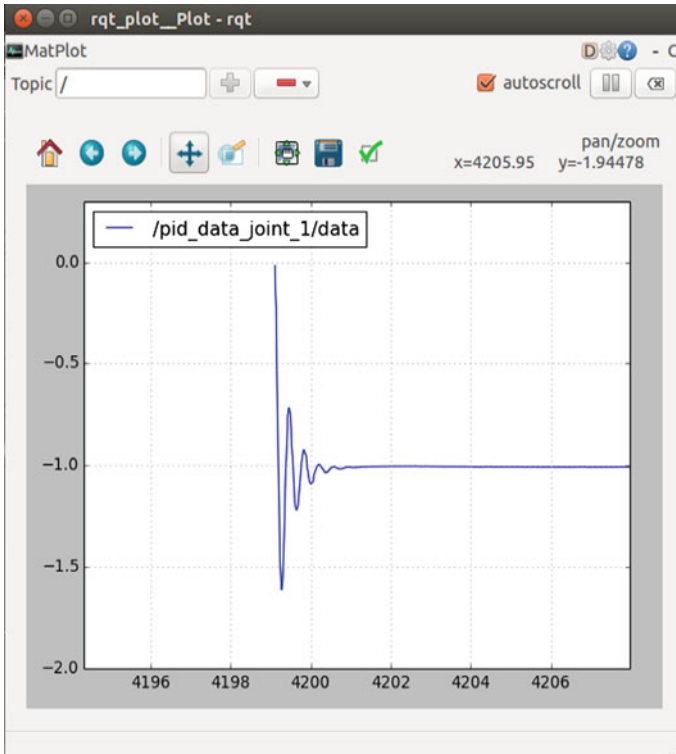 rqt_plot__Plot - rqt
MatPlot D - C
Topic / autoscroll
pan/zoom
x=4205.95 y=-1.94478
/pid_data_joint_1/data
0.0
−0.5
−1.0
−1.5
−2.0
4196 4198 4200 4202 4204 4206